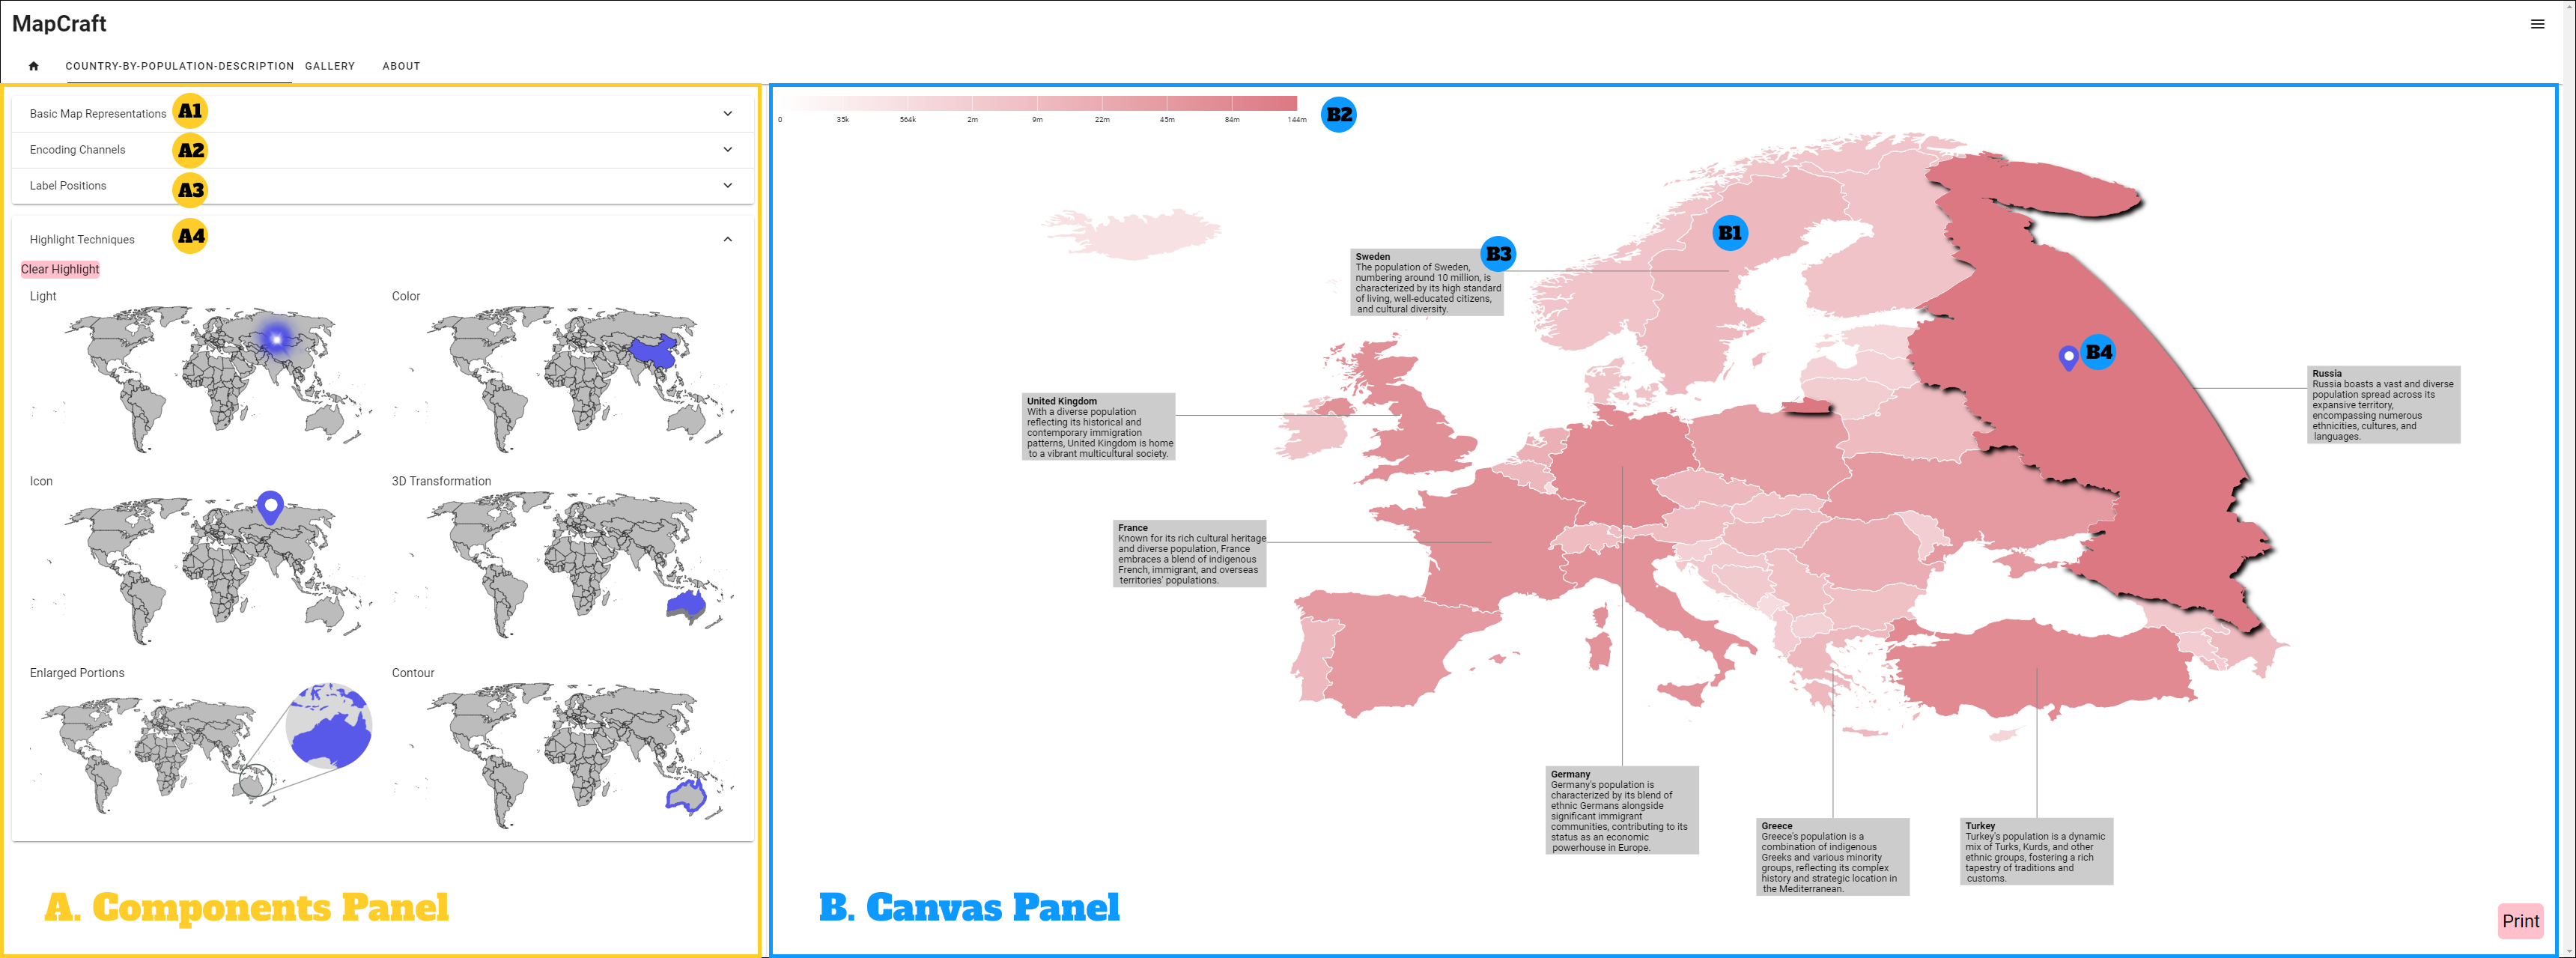 MapCraft
COUNTRY-BY-POPULATION-DESCRIPTION GALLERY ABOUT
Basic Map Representations A1
Encoding Channels A2
Label Positions A3
Highlight Techniques A4
Clear Highlight
Light
Color
Icon
3D Transformation
Enlarged Portions
Contour
A. Components Panel
0 35k 564k 2m 9m 22m 45m 84m 144m
B2
B1
B3
Sweden
The population of Sweden,
numbering around 10 million, is
characterized by its high standard
of living, well-educated citizens,
and cultural diversity.
B4
Russia
Russia boasts a vast and diverse
population spread across its
expansive territory,
encompassing numerous
ethnicities, cultures, and
languages.
United Kingdom
With a diverse population
reflecting its historical and
contemporary immigration
patterns, United Kingdom is home
to a vibrant multicultural society.
France
Known for its rich cultural heritage
and diverse population, France
embraces a blend of indigenous
French, immigrant, and overseas
territories' populations.
Germany
Germany's population is
characterized by its blend of
ethnic Germans alongside
significant immigrant
communities, contributing to its
status as an economic
powerhouse in Europe.
Greece
Greece's population is a
combination of indigenous
Greeks and various minority
groups, reflecting its complex
history and strategic location in
the Mediterranean.
Turkey
Turkey's population is a dynamic
mix of Turks, Kurds, and other
ethnic groups, fostering a rich
tapestry of traditions and
customs.
B. Canvas Panel
Print